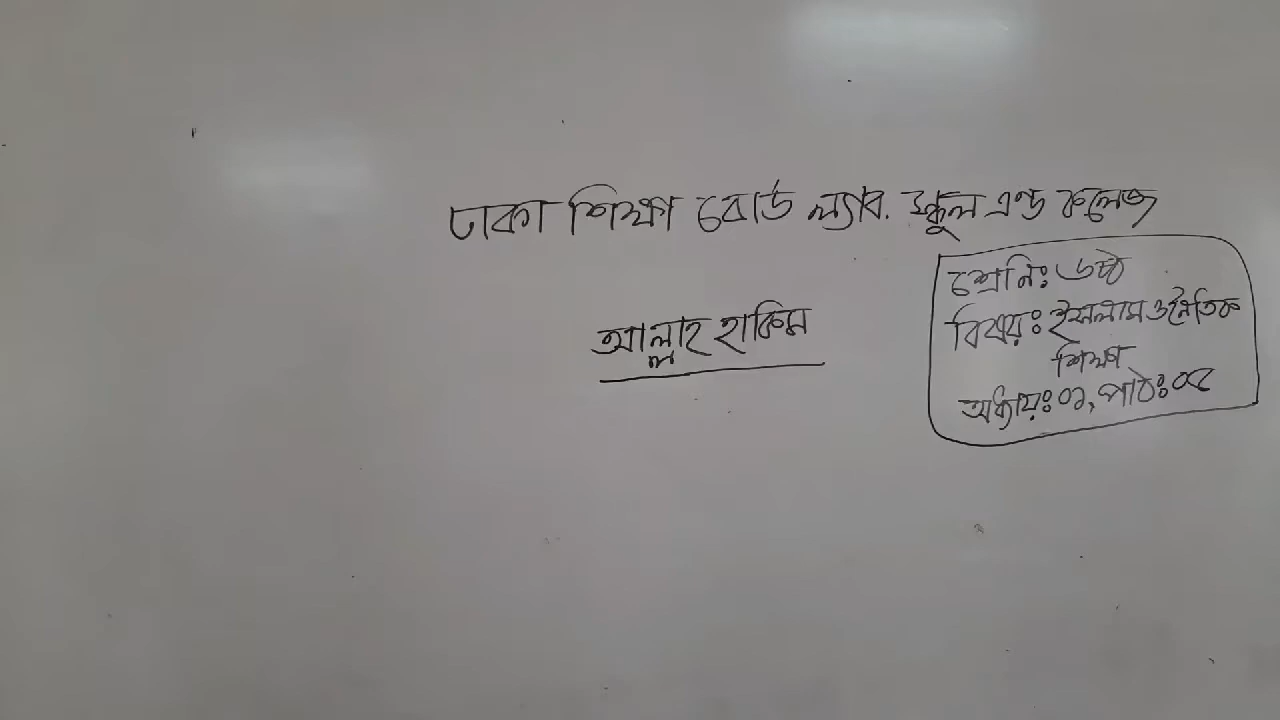 ঢাকা শিক্ষা বোর্ড ল্যাব. স্কুল এন্ড কলেজ
আল্লাহ হাকিম
শ্রেনিঃ ৬ষ্ঠ
বিষয়ঃ ইসলাম ও নৈতিক
শিক্ষা
অধ্যায়ঃ ০১, পাঠঃ ০৫